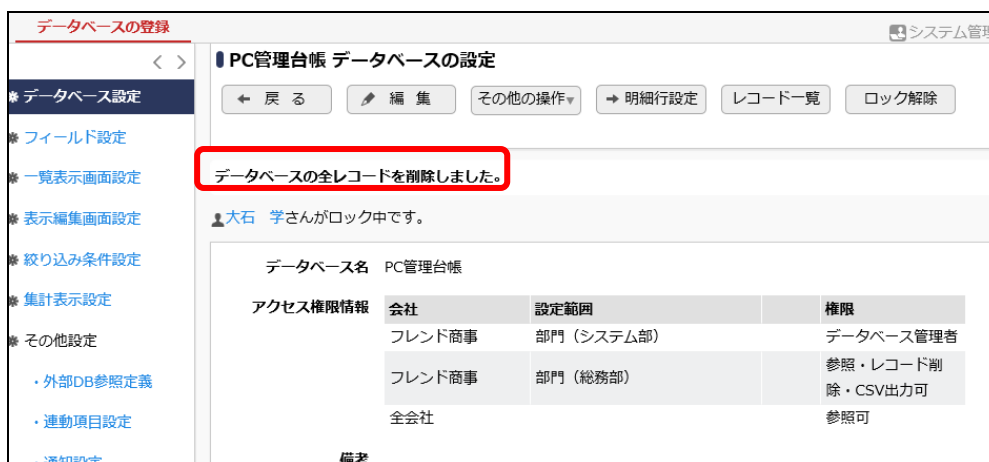 データベースの登録
システム管理
< >
PC管理台帳 データベースの設定
← 戻 る
編 集
その他の操作▼
→ 明細行設定
レコード一覧
ロック解除
データベース設定
フィールド設定
一覧表示画面設定
表示編集画面設定
絞り込み条件設定
集計表示設定
その他設定
・外部DB参照定義
・連動項目設定
・通知設定
データベースの全レコードを削除しました。
大石 学さんがロック中です。
データベース名 PC管理台帳
アクセス権限情報 会社 設定範囲 権限
フレンド商事 部門（システム部） データベース管理者
フレンド商事 部門（総務部） 参照・レコード削
除・CSV出力可
全会社 参照可
備考